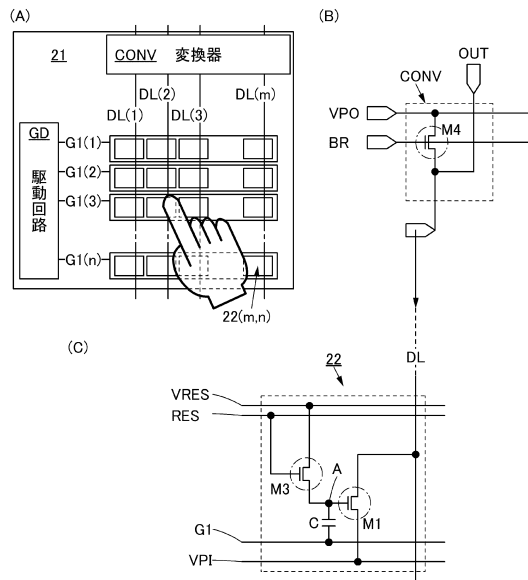 (A)
21
CONV 変換器
DL(2)
DL(m)
DL(1)
DL(3)
GD
駆動回路
G1(1)
G1(2)
G1(3)
G1(n)
22(m,n)
(B)
OUT
CONV
VPO
M4
BR
DL
(C)
22
VRES
RES
M3
A
C
M1
G1
VPI